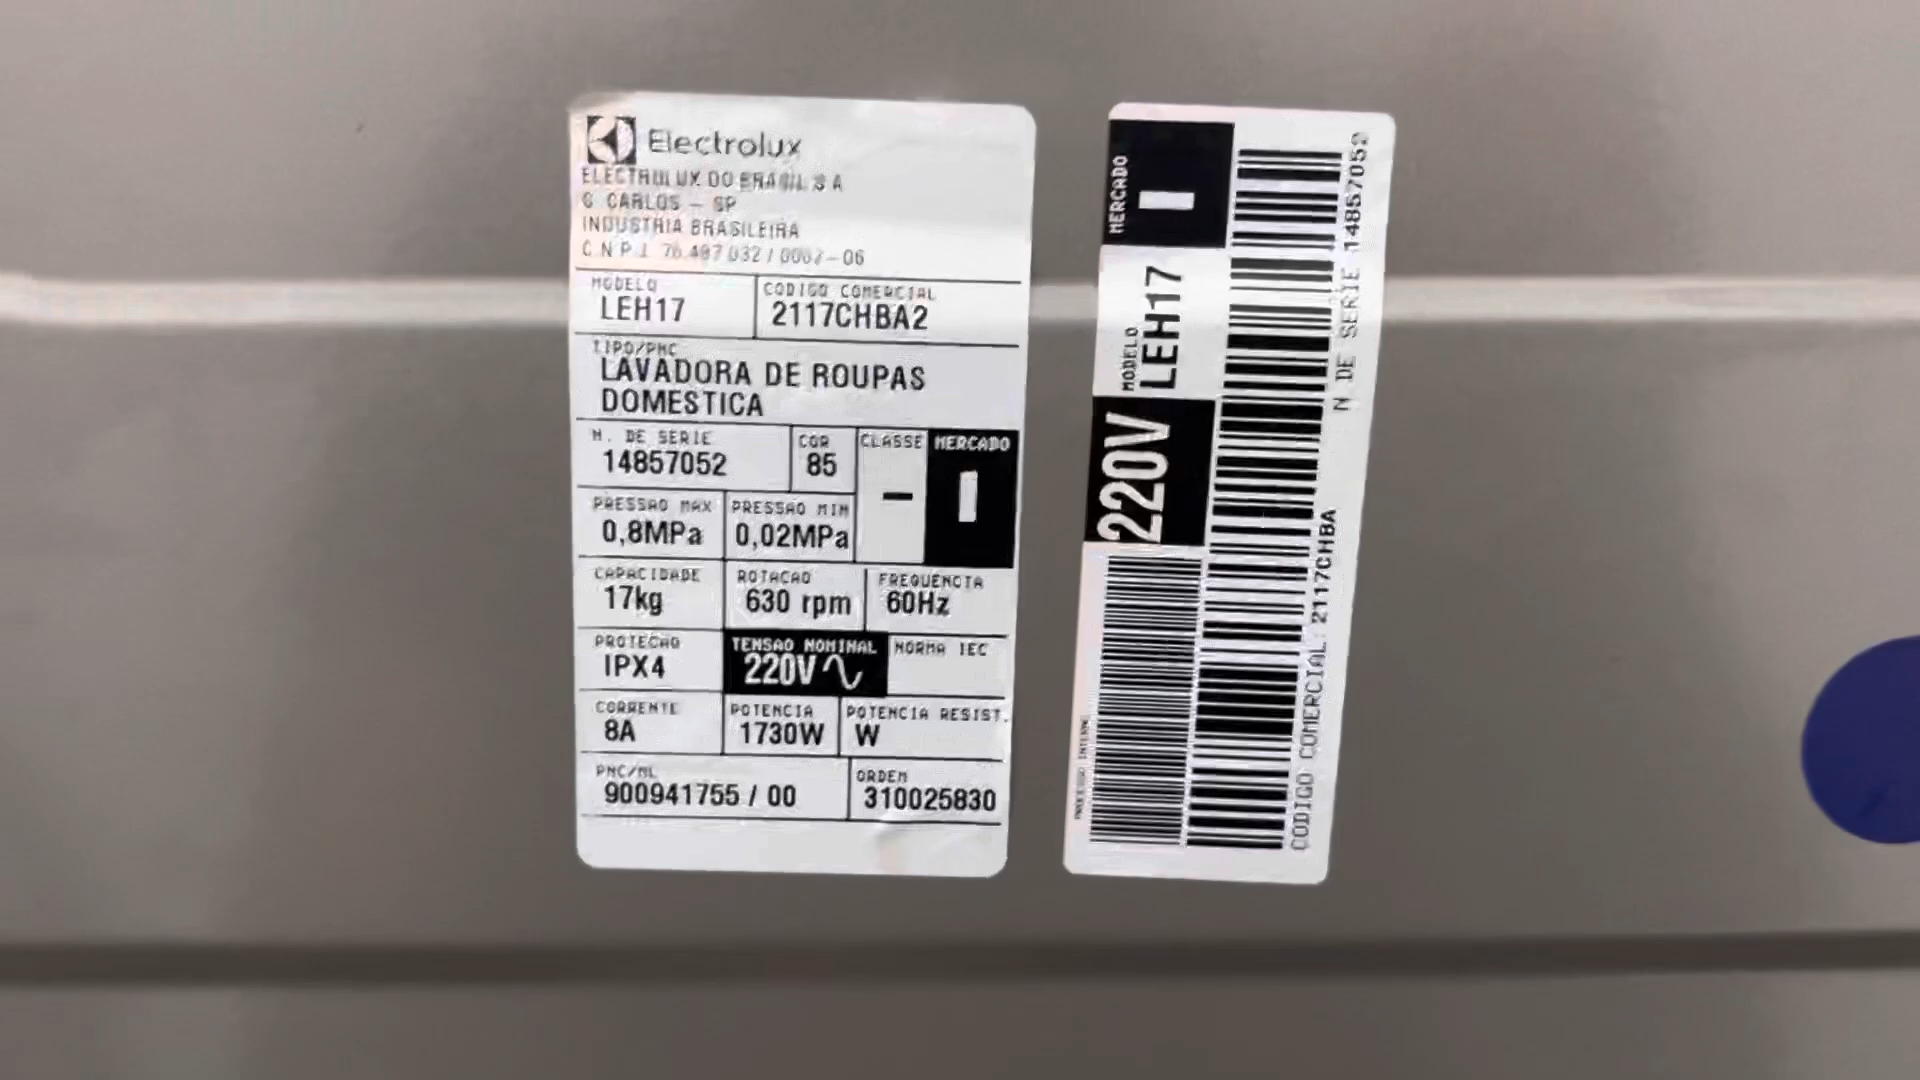 Electrolux
ELECTROLUX DO BRASIL S A
S. CARLOS - SP
INDUSTRIA BRASILEIRA
C.N.P.J. 76.487.032 / 0002-06
MODELO
LEH17
CODIGO COMERCIAL
2117CHBA2
TIPO/PNC
LAVADORA DE ROUPAS
DOMESTICA
N. DE SERIE
14857052
COR
85
CLASSE
-
MERCADO
I
PRESSAO MAX
0,8MPa
PRESSAO MIN
0,02MPa
CAPACIDADE
17kg
ROTACAO
630 rpm
FREQUENCIA
60Hz
PROTECAO
IPX4
TENSAO NOMINAL
220V
NORMA IEC
CORRENTE
8A
POTENCIA
1730W
POTENCIA RESIST.
W
PNC/ML
900941755 / 00
ORDEM
310025830
MERCADO
I
MODELO
LEH17
220V
PROCESSO INTERNO
CODIGO COMERCIAL: 2117CHBA
N DE SERIE 14857052